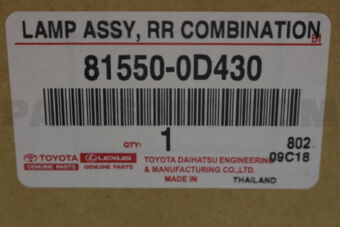 LAMP ASSY, RR COMBINATION
BI
81550-0D430
QTY: 1
802
09C18
TOYOTA
GENUINE PARTS
LEXUS
GENUINE PARTS
TOYOTA DAIHATSU ENGINEERING
& MANUFACTURING CO., LTD.
MADE IN THAILAND